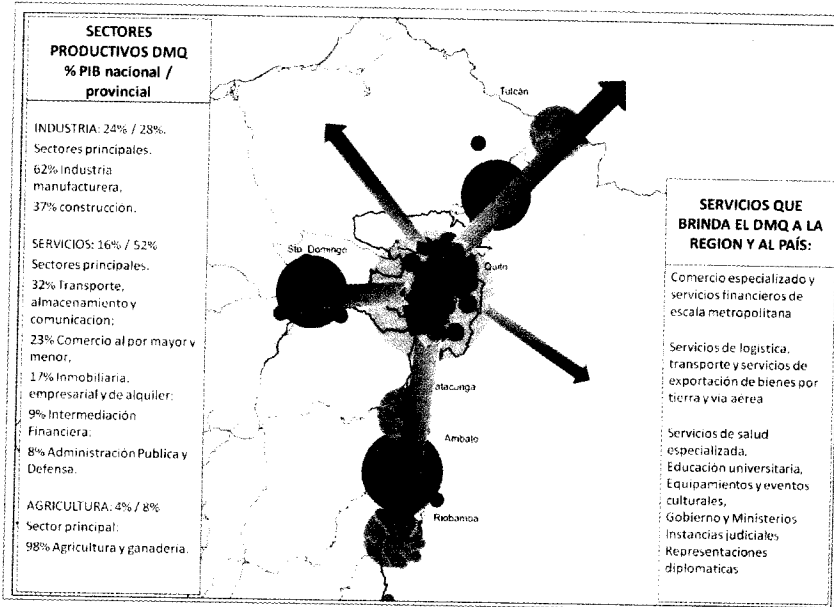 SECTORES
PRODUCTIVOS DMQ
% PIB nacional /
provincial
INDUSTRIA: 24% / 28%.
Sectores principales.
62% Industria
manufacturera,
37% construcción.
SERVICIOS: 16% / 52%
Sectores principales.
32% Transporte,
almacenamiento y
comunicacion;
23% Comercio al por mayor y
menor,
17% Inmobiliaria,
empresarial y de alquiler;
9% Intermediación
Financiera;
8% Administración Publica y
Defensa.
AGRICULTURA: 4% / 8%
Sector principal:
98% Agricultura y ganaderia.
Tulcán
Sto. Domingo
Quito
atacunga
Ambato
Riobamba
SERVICIOS QUE
BRINDA EL DMQ A LA
REGION Y AL PAÍS:
Comercio especializado y
servicios financieros de
escala metropolitana
Servicios de logistica,
transporte y servicios de
exportación de bienes por
tierra y via aerea
Servicios de salud
especializada,
Educación universitaria,
Equipamientos y eventos
culturales,
Gobierno y Ministerios
Instancias judiciales
Representaciones
diplomaticas